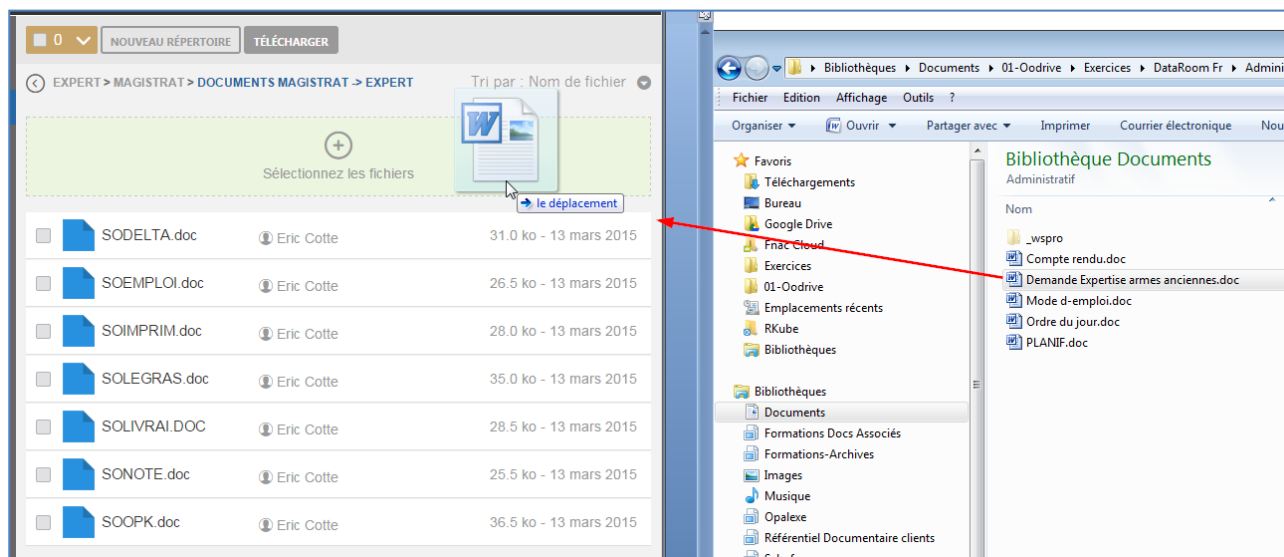 0
NOUVEAU RÉPERTOIRE
TÉLÉCHARGER
EXPERT > MAGISTRAT > DOCUMENTS MAGISTRAT -> EXPERT
Tri par : Nom de fichier
Sélectionnez les fichiers
le déplacement
SODELTA.doc Eric Cotte 31.0 ko - 13 mars 2015
SOEMPLOI.doc Eric Cotte 26.5 ko - 13 mars 2015
SOIMPRIM.doc Eric Cotte 28.0 ko - 13 mars 2015
SOLEGRAS.doc Eric Cotte 35.0 ko - 13 mars 2015
SOLIVRAI.DOC Eric Cotte 28.5 ko - 13 mars 2015
SONOTE.doc Eric Cotte 25.5 ko - 13 mars 2015
SOOPK.doc Eric Cotte 36.5 ko - 13 mars 2015
Bibliothèques Documents 01-Oodrive Exercices DataRoom Fr Admini
Fichier Edition Affichage Outils ?
Organiser Ouvrir Partager avec Imprimer Courrier électronique Nou
Favoris
Téléchargements
Bureau
Google Drive
Fnac Cloud
Exercices
01-Oodrive
Emplacements récents
RKube
Bibliothèques
Bibliothèques
Documents
Formations Docs Associés
Formations-Archives
Images
Musique
Opalexe
Référentiel Documentaire clients
Bibliothèque Documents
Administratif
Nom
_wspro
Compte rendu.doc
Demande Expertise armes anciennes.doc
Mode d-emploi.doc
Ordre du jour.doc
PLANIF.doc